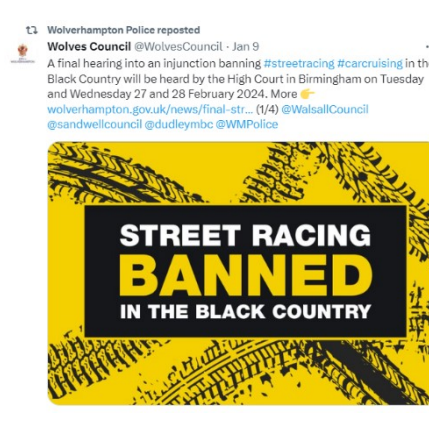 Wolverhampton Police reposted
Wolves Council @WolvesCouncil · Jan 9
A final hearing into an injunction banning #streetracing #carcruising in the
Black Country will be heard by the High Court in Birmingham on Tuesday
and Wednesday 27 and 28 February 2024. More 👉
wolverhampton.gov.uk/news/final-str... (1/4) @WalsallCouncil
@sandwellcouncil @dudleymbc @WMPolice
STREET RACING
BANNED
IN THE BLACK COUNTRY